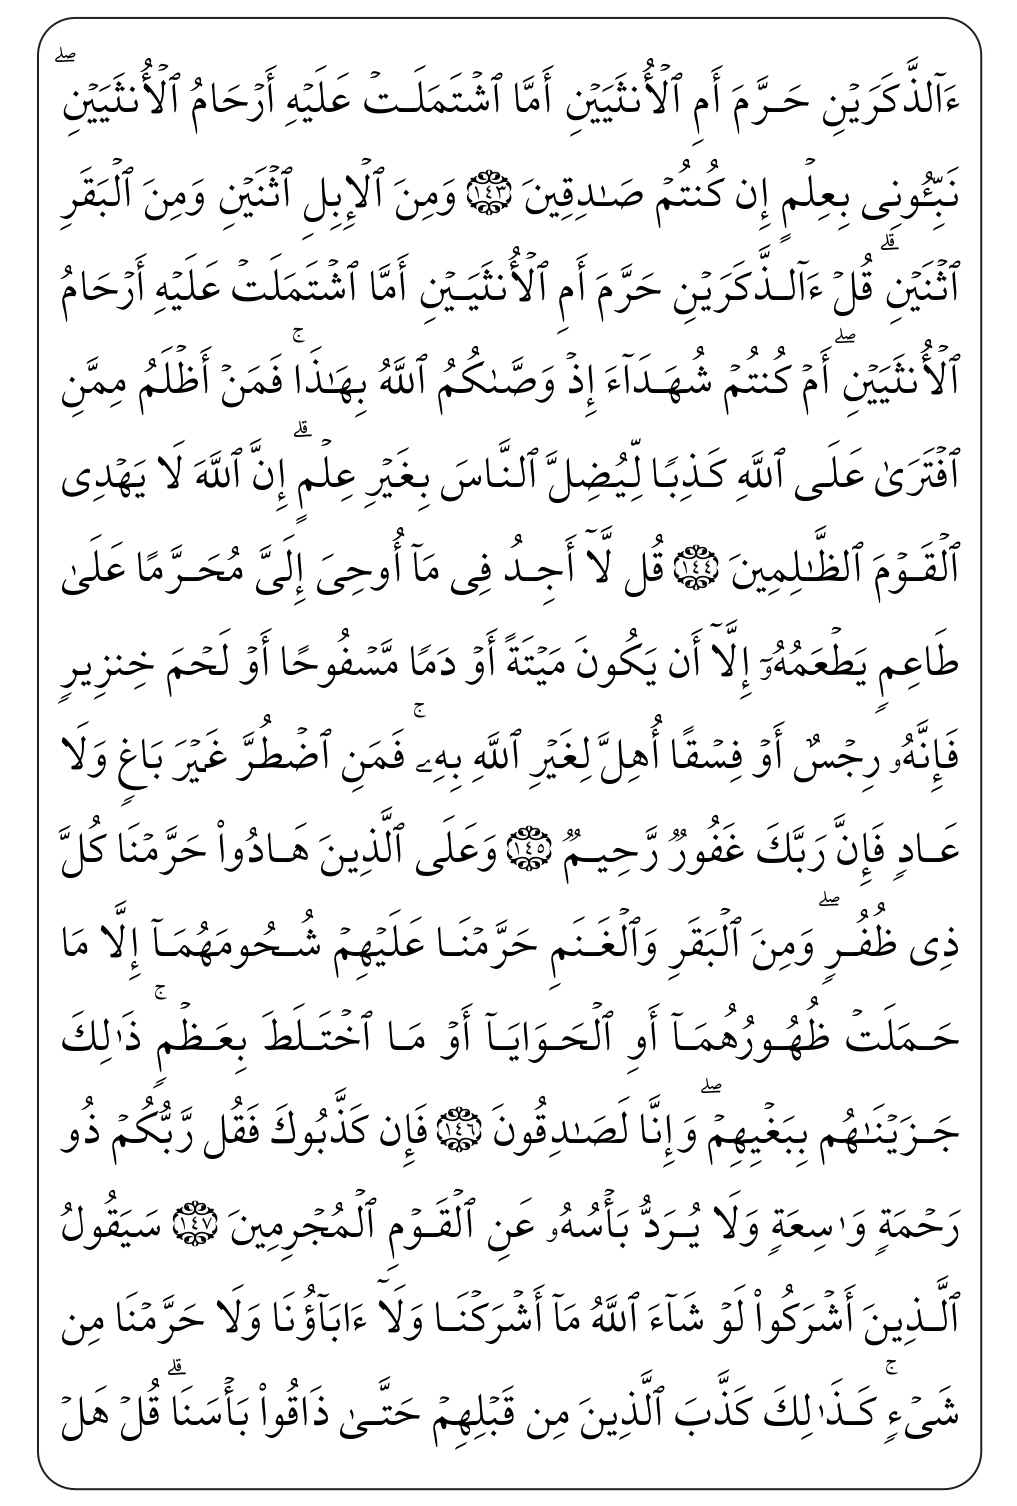 ءَآلذَّكَرَيۡنِ حَرَّمَ أَمِ ٱلۡأُنثَيَيۡنِ أَمَّا ٱشۡتَمَلَتۡ عَلَيۡهِ أَرۡحَامُ ٱلۡأُنثَيَيۡنِۖ
نَبِّـُٔونِي بِعِلۡمٍ إِن كُنتُمۡ صَٰدِقِينَ ١٤٣ وَمِنَ ٱلۡإِبِلِ ٱثۡنَيۡنِ وَمِنَ ٱلۡبَقَرِ
ٱثۡنَيۡنِۗ قُلۡ ءَآلذَّكَرَيۡنِ حَرَّمَ أَمِ ٱلۡأُنثَيَيۡنِ أَمَّا ٱشۡتَمَلَتۡ عَلَيۡهِ أَرۡحَامُ
ٱلۡأُنثَيَيۡنِۖ أَمۡ كُنتُمۡ شُهَدَآءَ إِذۡ وَصَّىٰكُمُ ٱللَّهُ بِهَٰذَاۚ فَمَنۡ أَظۡلَمُ مِمَّنِ
ٱفۡتَرَىٰ عَلَى ٱللَّهِ كَذِبٗا لِّيُضِلَّ ٱلنَّاسَ بِغَيۡرِ عِلۡمٍۗ إِنَّ ٱللَّهَ لَا يَهۡدِي
ٱلۡقَوۡمَ ٱلظَّٰلِمِينَ ١٤٤ قُل لَّآ أَجِدُ فِي مَآ أُوحِيَ إِلَيَّ مُحَرَّمًا عَلَىٰ
طَاعِمٖ يَطۡعَمُهُۥٓ إِلَّآ أَن يَكُونَ مَيۡتَةً أَوۡ دَمٗا مَّسۡفُوحًا أَوۡ لَحۡمَ خِنزِيرٖ
فَإِنَّهُۥ رِجۡسٌ أَوۡ فِسۡقًا أُهِلَّ لِغَيۡرِ ٱللَّهِ بِهِۦۚ فَمَنِ ٱضۡطُرَّ غَيۡرَ بَاغٖ وَلَا
عَادٖ فَإِنَّ رَبَّكَ غَفُورٞ رَّحِيمٞ ١٤٥ وَعَلَى ٱلَّذِينَ هَادُواْ حَرَّمۡنَا كُلَّ
ذِي ظُفُرٖۖ وَمِنَ ٱلۡبَقَرِ وَٱلۡغَنَمِ حَرَّمۡنَا عَلَيۡهِمۡ شُحُومَهُمَآ إِلَّا مَا
حَمَلَتۡ ظُهُورُهُمَآ أَوِ ٱلۡحَوَايَآ أَوۡ مَا ٱخۡتَلَطَ بِعَظۡمٖۚ ذَٰلِكَ
جَزَيۡنَٰهُم بِبَغۡيِهِمۡۖ وَإِنَّا لَصَٰدِقُونَ ١٤٦ فَإِن كَذَّبُوكَ فَقُل رَّبُّكُمۡ ذُو
رَحۡمَةٖ وَٰسِعَةٖ وَلَا يُرَدُّ بَأۡسُهُۥ عَنِ ٱلۡقَوۡمِ ٱلۡمُجۡرِمِينَ ١٤٧ سَيَقُولُ
ٱلَّذِينَ أَشۡرَكُواْ لَوۡ شَآءَ ٱللَّهُ مَآ أَشۡرَكۡنَا وَلَآ ءَابَآؤُنَا وَلَا حَرَّمۡنَا مِن
شَيۡءٖۚ كَذَٰلِكَ كَذَّبَ ٱلَّذِينَ مِن قَبۡلِهِمۡ حَتَّىٰ ذَاقُواْ بَأۡسَنَاۗ قُلۡ هَلۡ